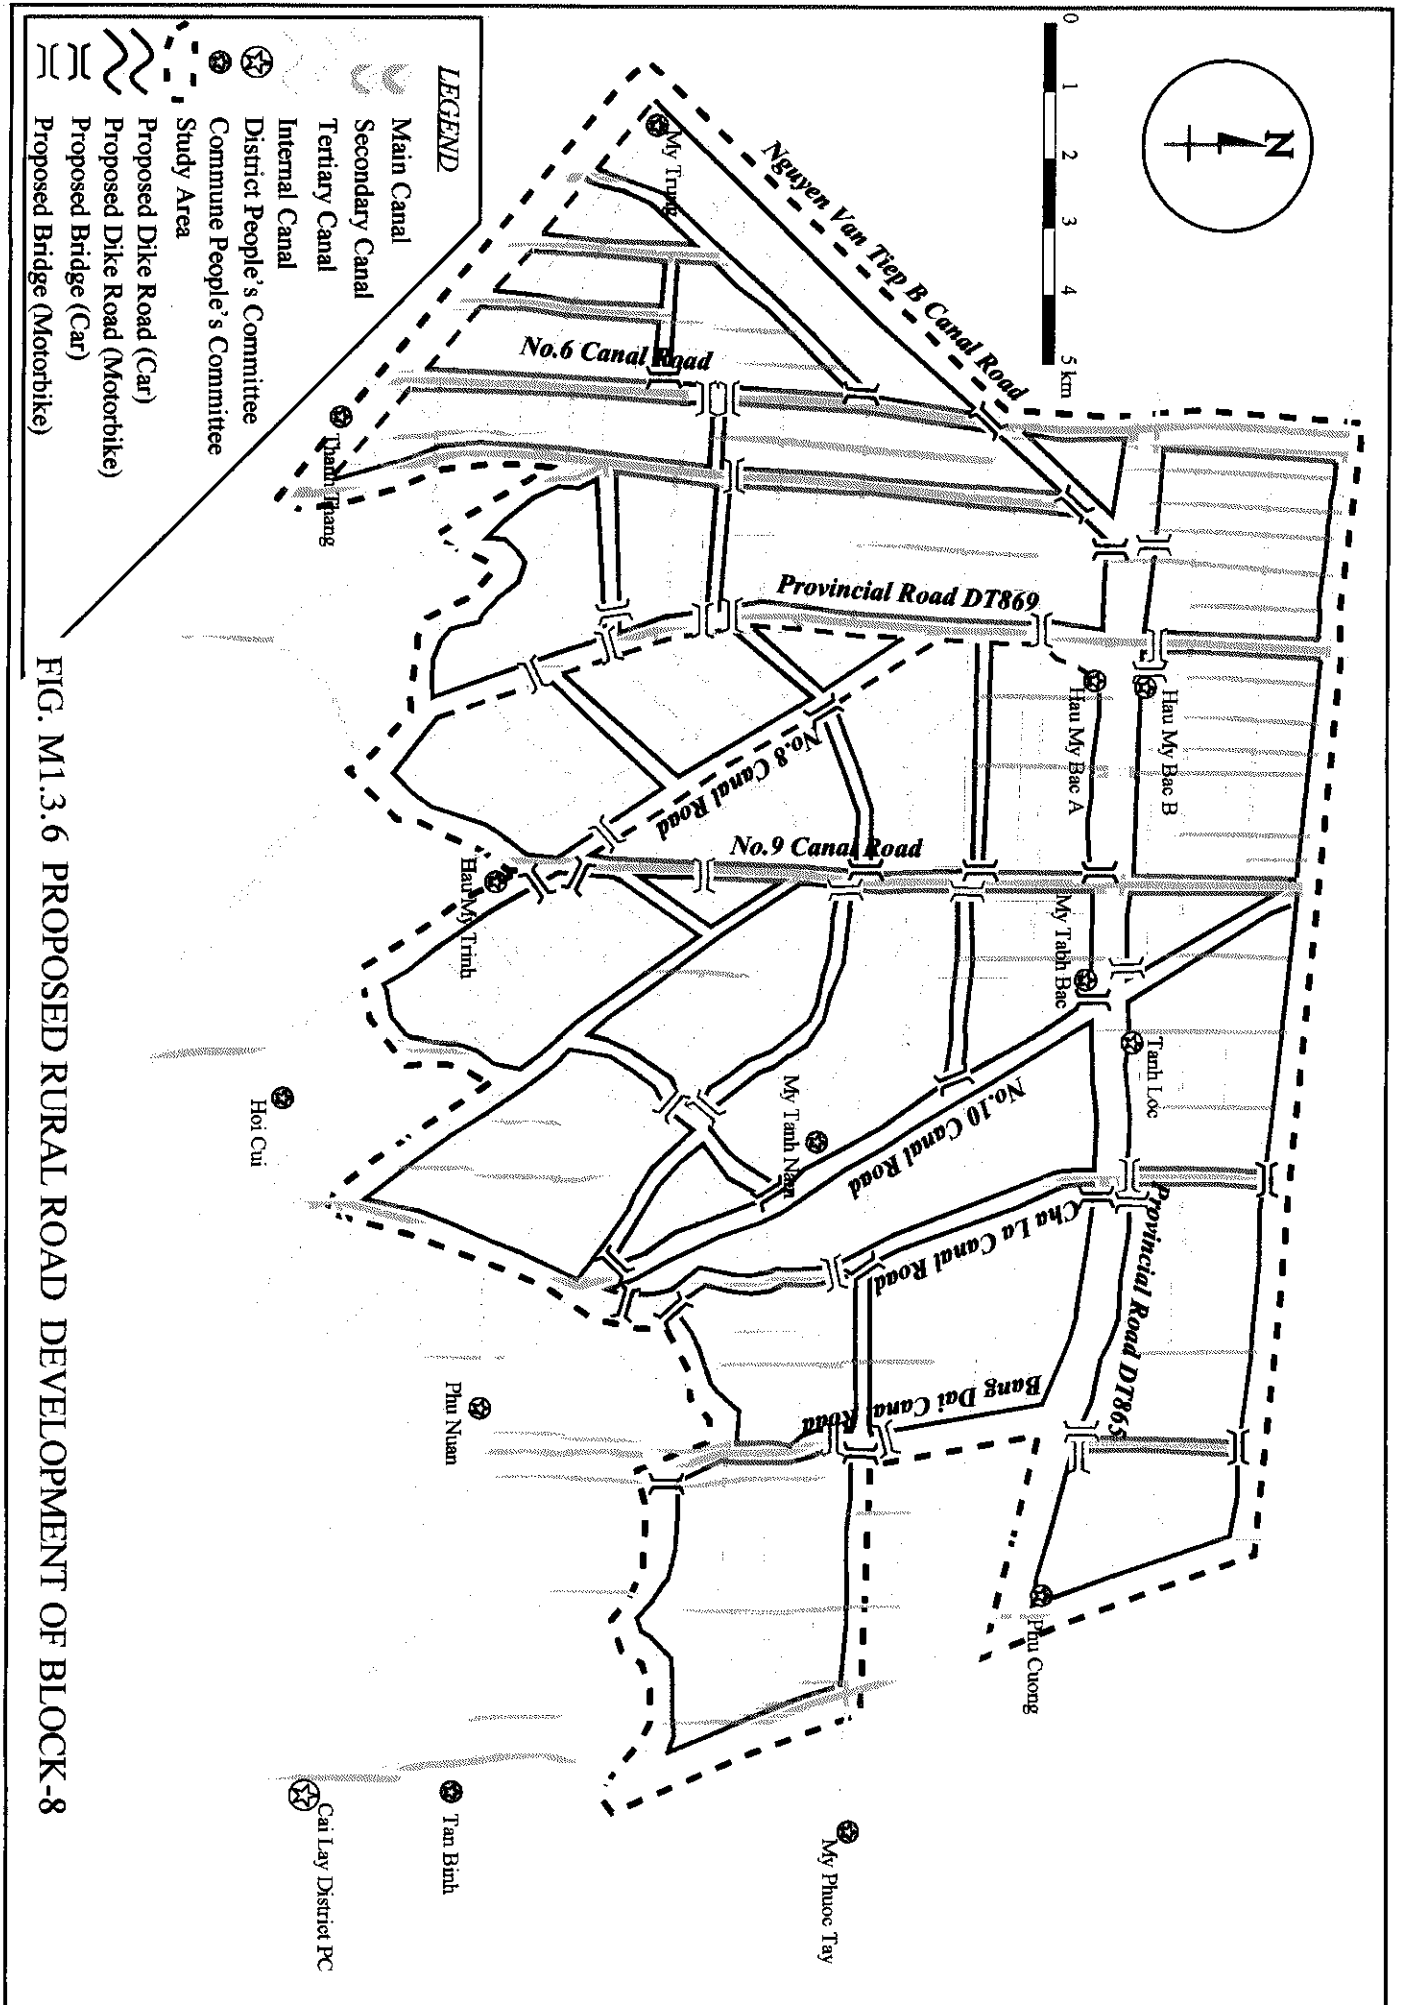 N
0 1 2 3 4 5 km
Nguyen Van Tiep B Canal Road
My Trung
No.6 Canal Road
Thanh Thang
Provincial Road DT869
Hau My Bac B
Hau My Bac A
No.8 Canal Road
No.9 Canal Road
Hau My Trinh
My Tabh Bac
Tanh Loc
No.10 Canal Road
My Tanh Nam
Hoi Cui
Cha La Canal Road
Provincial Road DT865
Bang Dai Canal Road
Phu Nuan
Phu Cuong
My Phuoc Tay
Tan Binh
Cai Lay District PC
LEGEND
Main Canal
Secondary Canal
Tertiary Canal
Internal Canal
District People's Committee
Commune People's Committee
Study Area
Proposed Dike Road (Car)
Proposed Dike Road (Motorbike)
Proposed Bridge (Car)
Proposed Bridge (Motorbike)
FIG. M1.3.6 PROPOSED RURAL ROAD DEVELOPMENT OF BLOCK-8